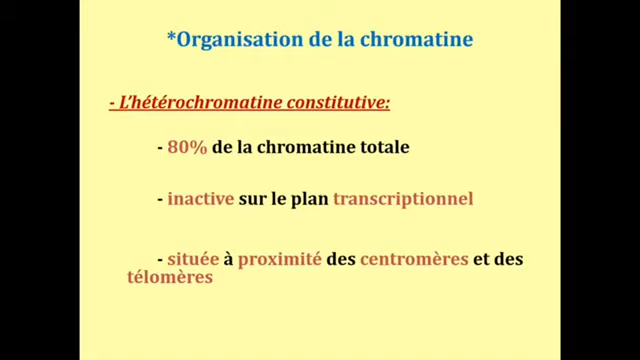 *Organisation de la chromatine
- L'hétérochromatine constitutive:
- 80% de la chromatine totale
- inactive sur le plan transcriptionnel
- située à proximité des centromères et des
télomères